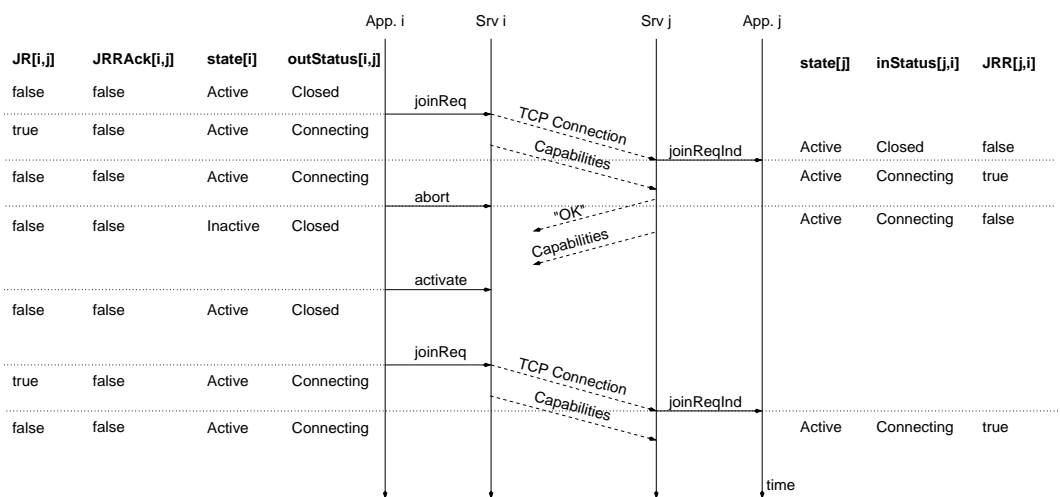 App. i Srv i Srv j App. j
JR[i,j] JRRAck[i,j] state[i] outStatus[i,j] state[j] inStatus[j,i] JRR[j,i]
false false Active Closed
joinReq TCP Connection
true false Active Connecting
Capabilities joinReqInd Active Closed false
false false Active Connecting Active Connecting true
abort
"OK" Active Connecting false
false false Inactive Closed
Capabilities
activate
false false Active Closed
joinReq TCP Connection
true false Active Connecting
Capabilities joinReqInd
false false Active Connecting Active Connecting true
time